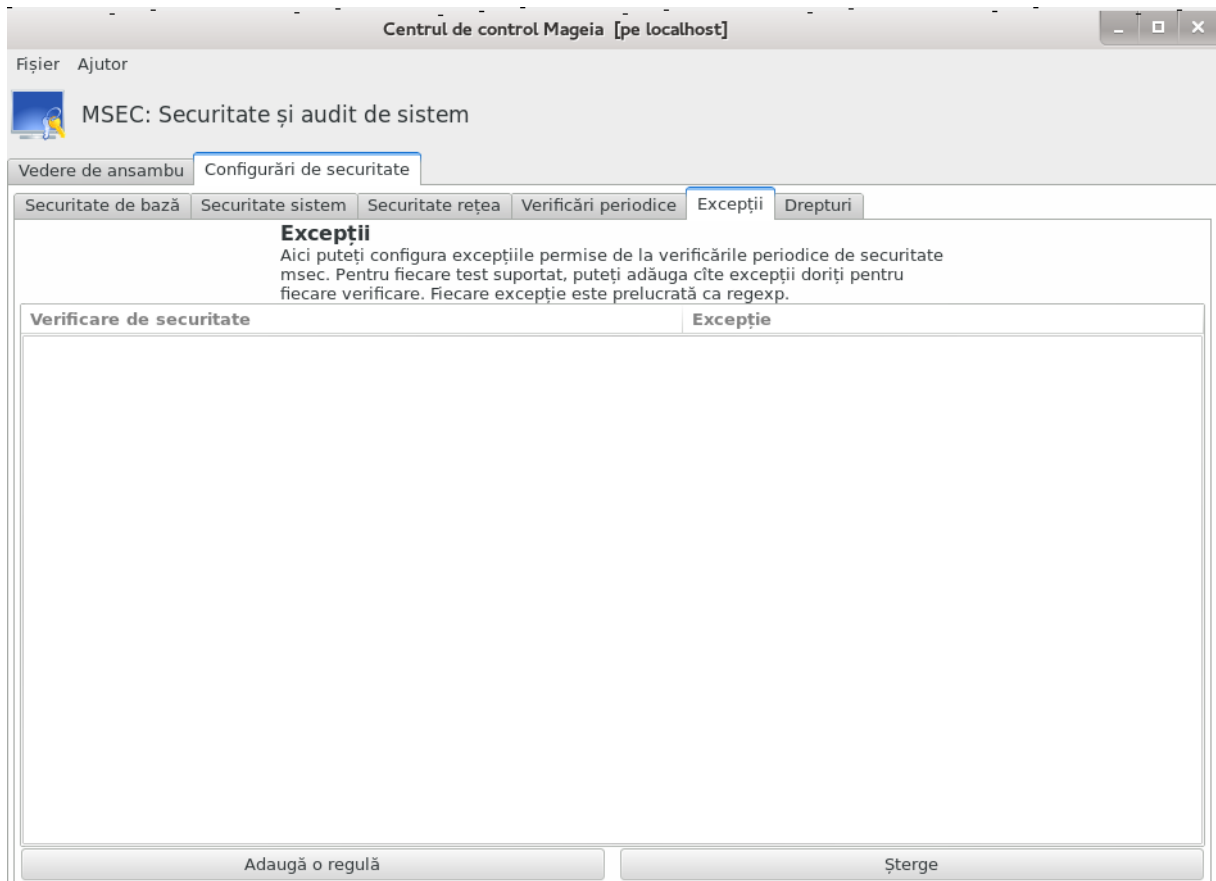 Centrul de control Mageia [pe localhost]
Fișier Ajutor
MSEC: Securitate și audit de sistem
Vedere de ansambu Configurări de securitate
Securitate de bază Securitate sistem Securitate rețea Verificări periodice Excepții Drepturi
Excepții
Aici puteți configura excepțiile permise de la verificările periodice de securitate
msec. Pentru fiecare test suportat, puteți adăuga cîte excepții doriți pentru
fiecare verificare. Fiecare excepție este prelucrată ca regexp.
Verificare de securitate Excepție
Adaugă o regulă Șterge